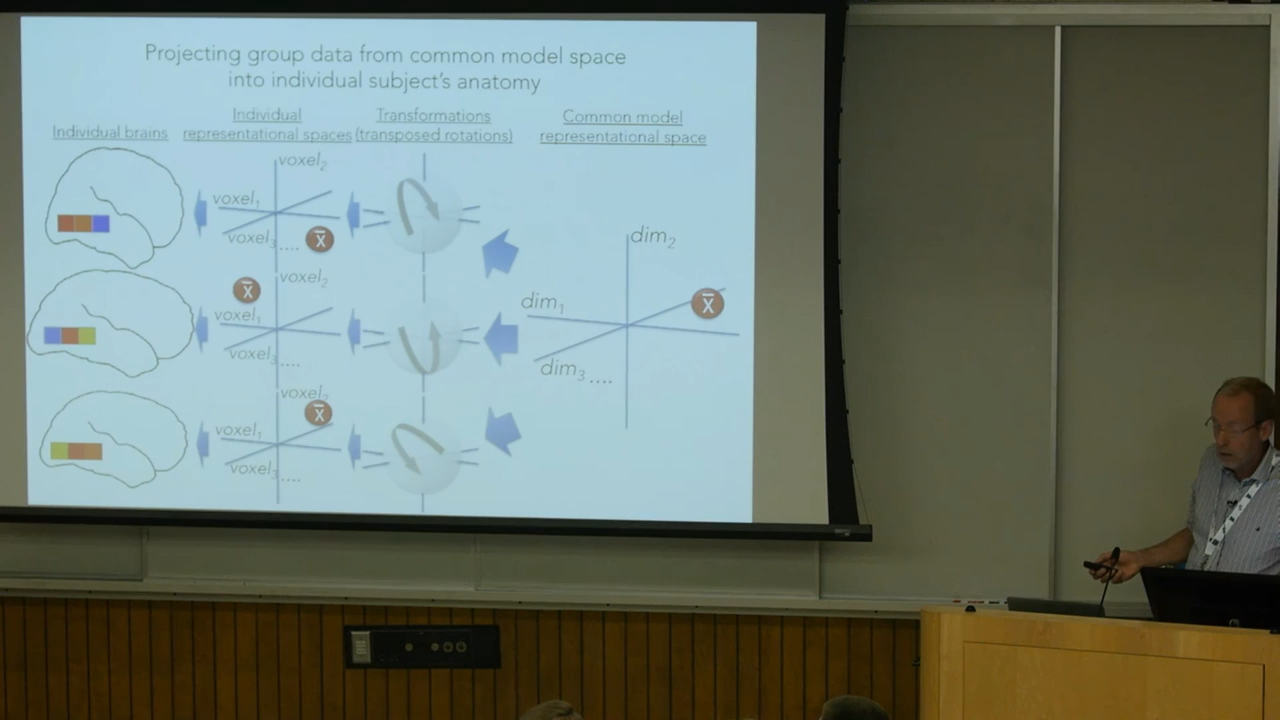 Projecting group data from common model space
into individual subject's anatomy
Individual brains
Individual
representational spaces
Transformations
(transposed rotations)
Common model
representational space
voxel₂
voxel₁
voxel₃....
x̄
voxel₂
x̄
voxel₁
voxel₃....
voxel₂
x̄
voxel₁
voxel₃....
dim₂
dim₁
x̄
dim₃....